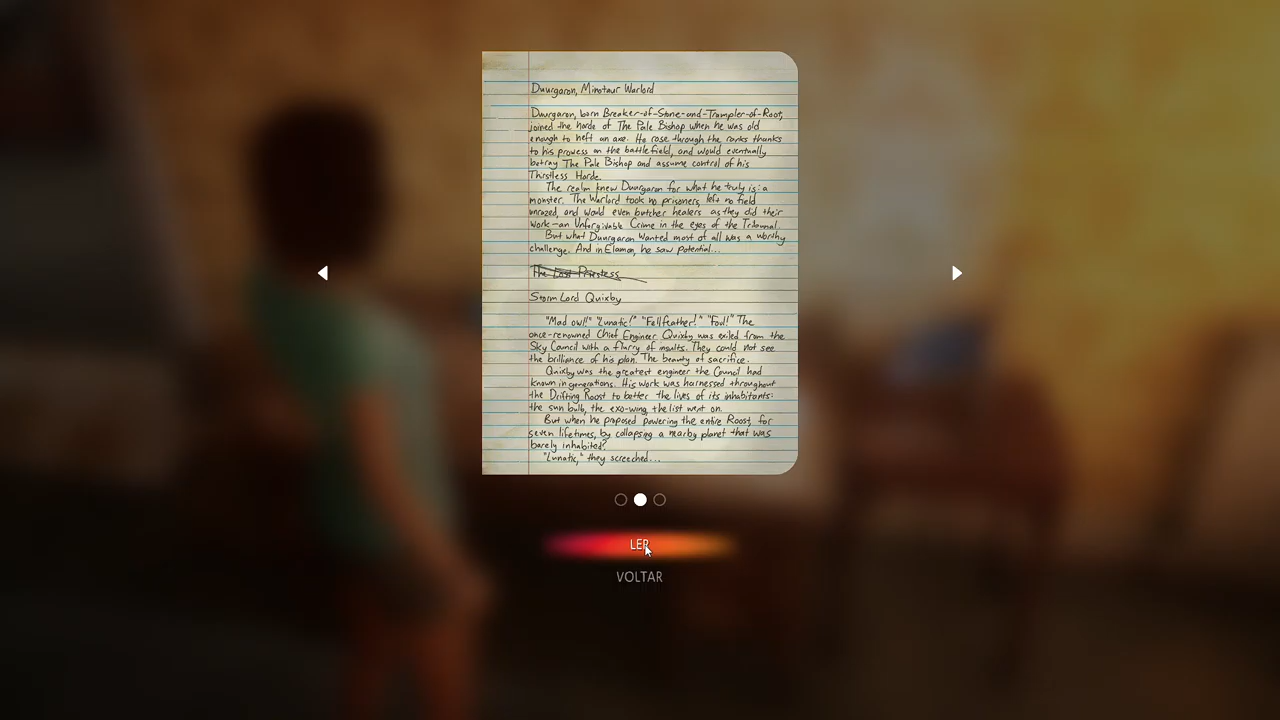 Duurgaron, Minotaur Warlord
Duurgaron, born Breaker-of-Stone-and-Trampler-of-Root,
joined the horde of The Pale Bishop when he was old
enough to heft an axe. He rose through the ranks thanks
to his prowess on the battlefield, and would eventually
betray The Pale Bishop and assume control of his
Thirstless Horde.
The realm knew Duurgaron for what he truly is: a
monster. The Warlord took no prisoners, left no field
unrazed, and would even butcher healers as they did their
work—an Unforgivable Crime in the eyes of the Tribunal.
But what Duurgaron wanted most of all was a worthy
challenge. And in Elamon, he saw potential...
The Lost Priestess
Storm Lord Quixby
"Mad owl!" "Lunatic!" "Fellfeather!" "Foul!" The
once-renowned Chief Engineer Quixby was exiled from the
Sky Council with a flurry of insults. They could not see
the brilliance of his plan. The beauty of sacrifice.
Quixby was the greatest engineer the Council had
known in generations. His work was harnessed throughout
the Drifting Roost to better the lives of its inhabitants:
the sun bulb, the exo-wing, the list went on.
But when he proposed powering the entire Roost, for
seven lifetimes, by collapsing a nearby planet that was
barely inhabited?
"Lunatic," they screeched...
LER
VOLTAR